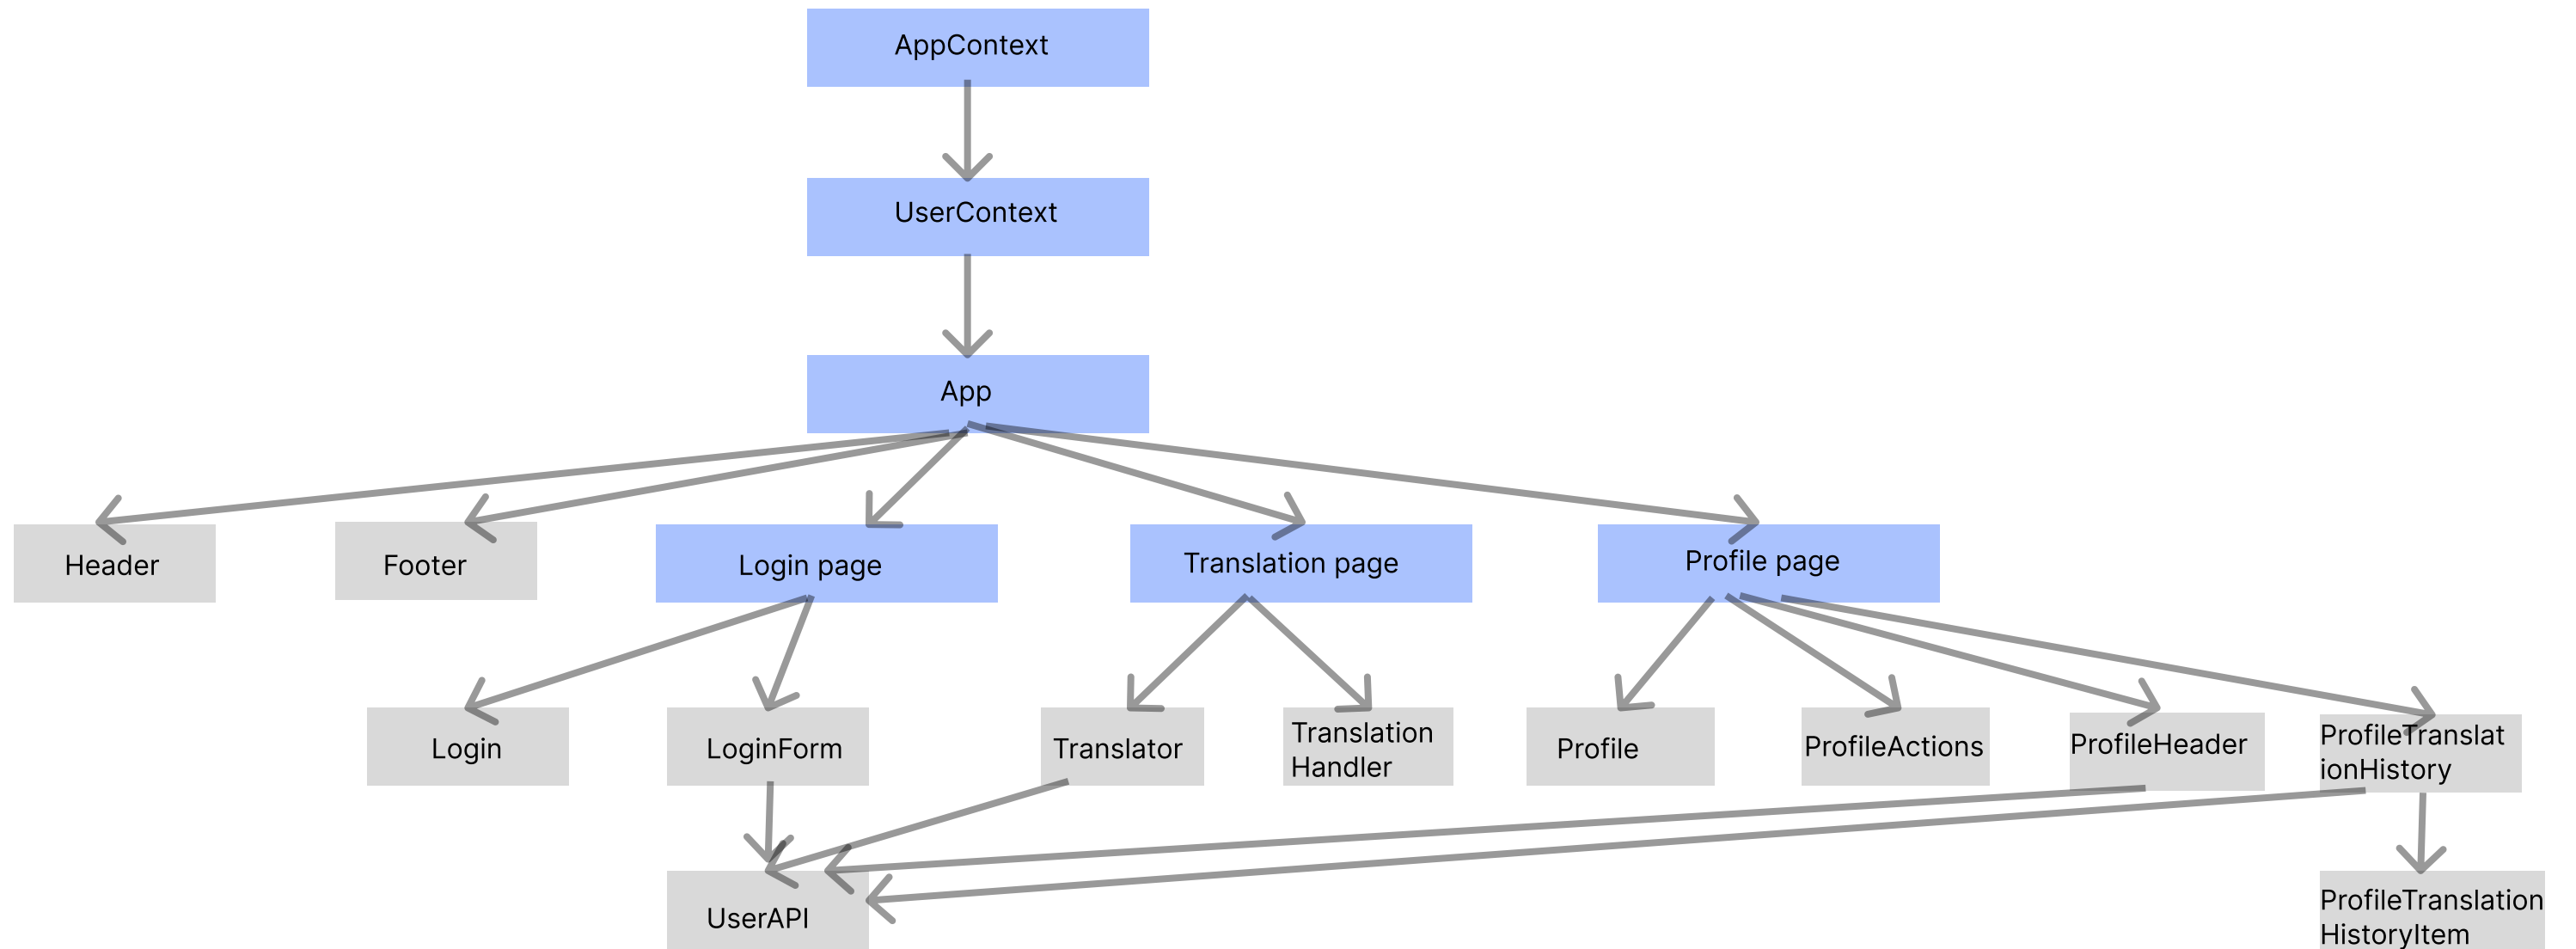 AppContext
UserContext
App
Header
Footer
Login page
Translation page
Profile page
Login
LoginForm
Translator
Translation
Handler
Profile
ProfileActions
ProfileHeader
ProfileTranslat
ionHistory
UserAPI
ProfileTranslation
HistoryItem